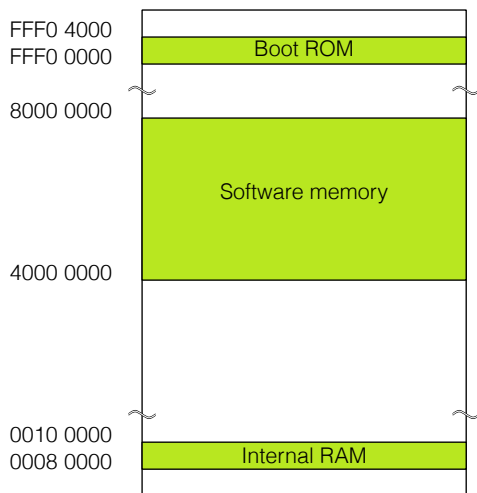 FFF0 4000
Boot ROM
FFF0 0000
8000 0000
Software memory
4000 0000
0010 0000
Internal RAM
0008 0000